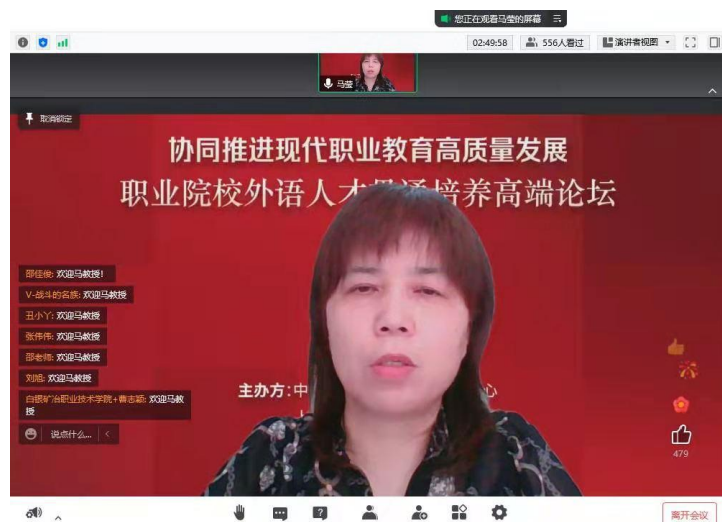 您正在观看马莹的屏幕
02:49:58
556人看过
演讲者视图
马莹
取消锁定
协同推进现代职业教育高质量发展
职业院校外语人才贯通培养高端论坛
邵佳俊: 欢迎马教授!
V-战斗的名族: 欢迎马教授
丑小丫: 欢迎马教授
张伟伟: 欢迎马教授
邵老师: 欢迎马教授
刘旭: 欢迎马教授
白银矿冶职业技术学院+曹志颖: 欢迎马教
授
主办方:中
心
说点什么...
479
离开会议